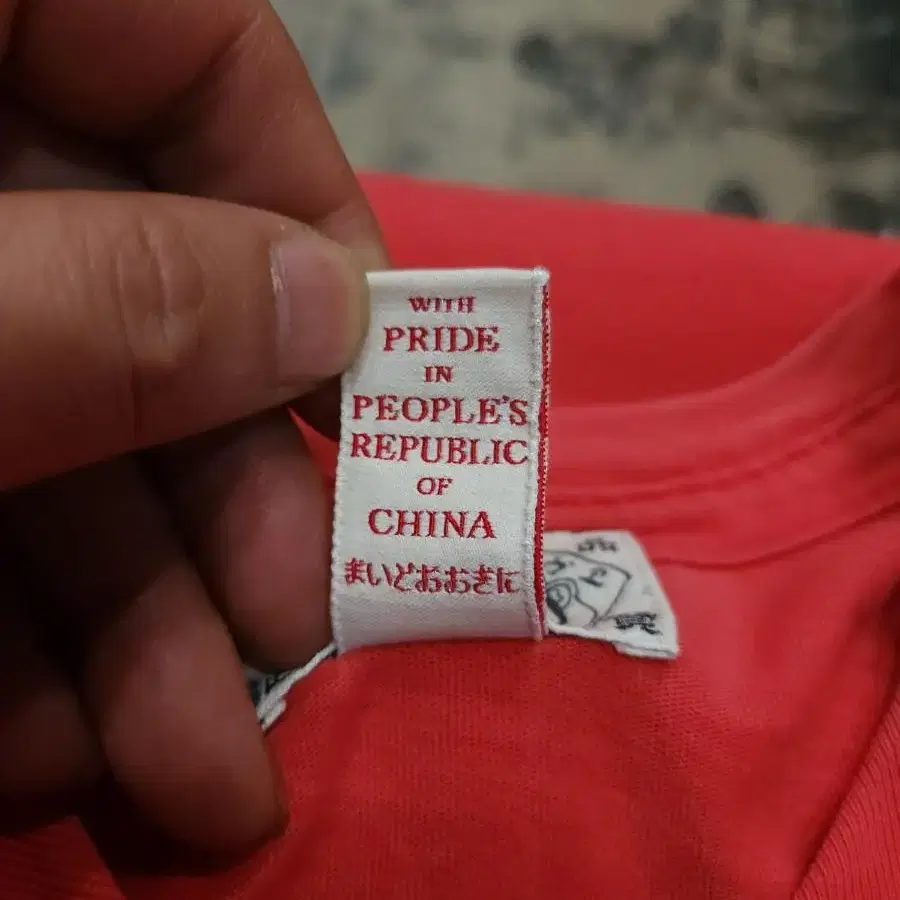 WITH
PRIDE
IN
PEOPLE'S
REPUBLIC
OF
CHINA
まいどおおきに